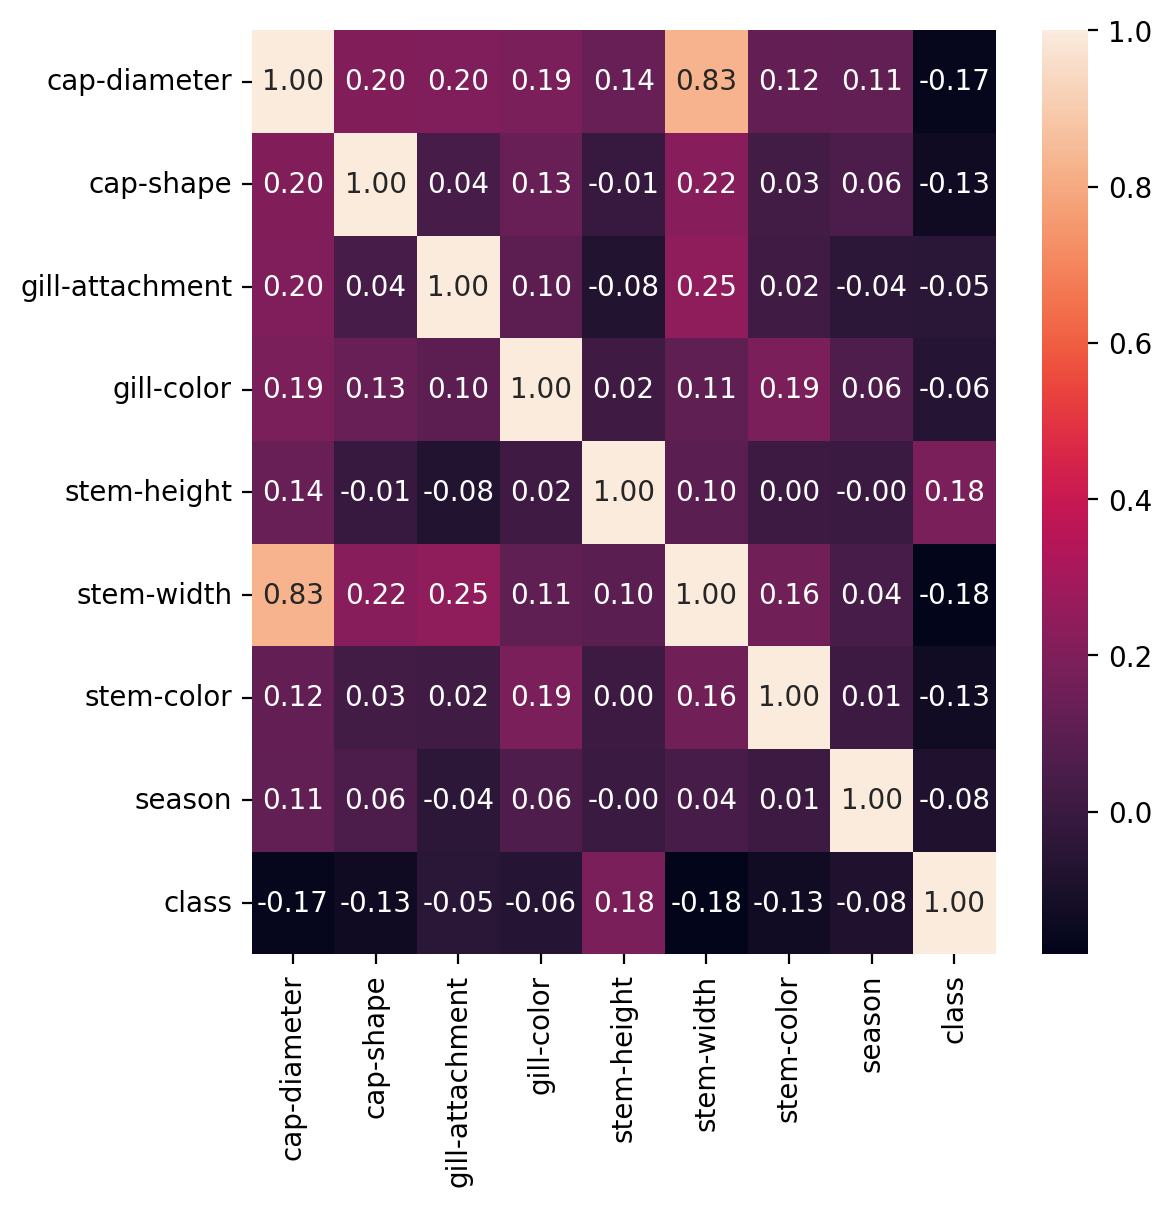 cap-diameter 1.00 0.20 0.20 0.19 0.14 0.83 0.12 0.11 -0.17
cap-shape 0.20 1.00 0.04 0.13 -0.01 0.22 0.03 0.06 -0.13
gill-attachment 0.20 0.04 1.00 0.10 -0.08 0.25 0.02 -0.04 -0.05
gill-color 0.19 0.13 0.10 1.00 0.02 0.11 0.19 0.06 -0.06
stem-height 0.14 -0.01 -0.08 0.02 1.00 0.10 0.00 -0.00 0.18
stem-width 0.83 0.22 0.25 0.11 0.10 1.00 0.16 0.04 -0.18
stem-color 0.12 0.03 0.02 0.19 0.00 0.16 1.00 0.01 -0.13
season 0.11 0.06 -0.04 0.06 -0.00 0.04 0.01 1.00 -0.08
class -0.17 -0.13 -0.05 -0.06 0.18 -0.18 -0.13 -0.08 1.00
cap-diameter
cap-shape
gill-attachment
gill-color
stem-height
stem-width
stem-color
season
class
1.0
0.8
0.6
0.4
0.2
0.0